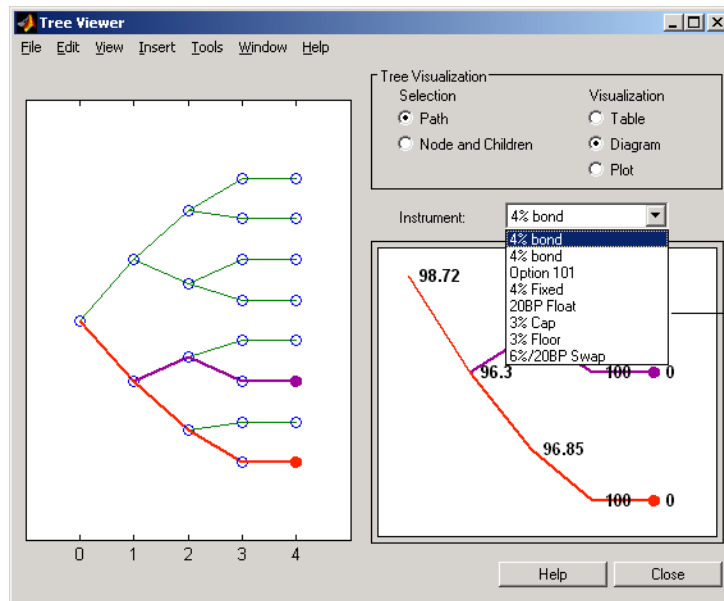 Tree Viewer
File Edit View Insert Tools Window Help
Tree Visualization
Selection Visualization
Path Table
Node and Children Diagram
Plot
Instrument: 4% bond
4% bond
4% bond
Option 101
4% Fixed
20BP Float
3% Cap
3% Floor
6%/20BP Swap
98.72
96.3 100 0
96.85
100 0
0 1 2 3 4
Help Close